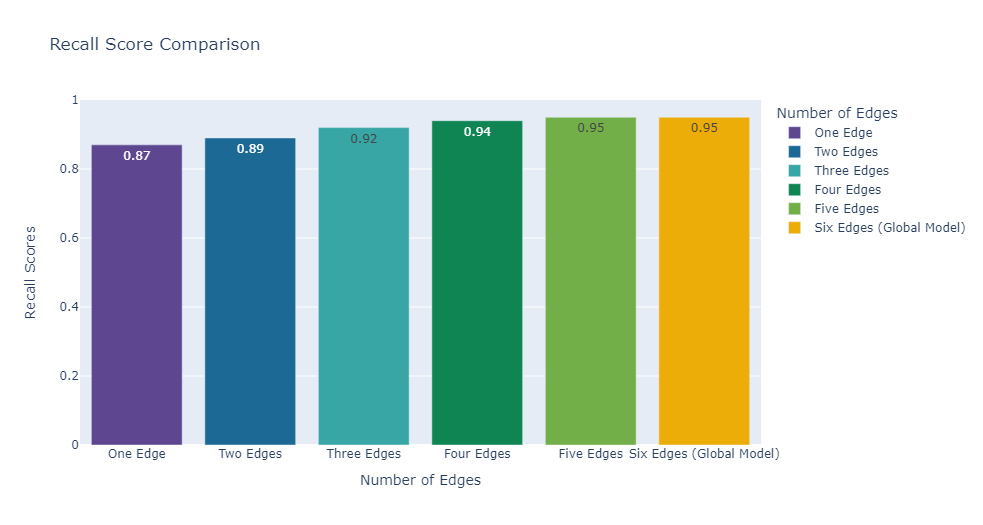 Recall Score Comparison
1
0.8
0.6
0.4
0.2
0
Recall Scores
0.87
0.89
0.92
0.94
0.95
0.95
One Edge
Two Edges
Three Edges
Four Edges
Five Edges
Six Edges (Global Model)
Number of Edges
Number of Edges
One Edge
Two Edges
Three Edges
Four Edges
Five Edges
Six Edges (Global Model)